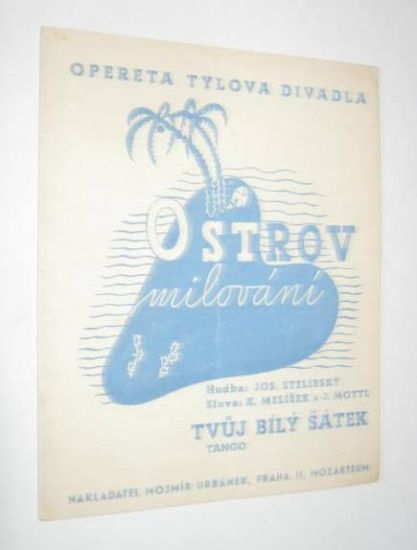 OPERETA TYLOVA DIVADLA
OSTROV
milování
Hudba: JOS. STELIBSKÝ
Slova: K. MELÍŠEK a J. MOTTL
TVŮJ BÍLÝ ŠÁTEK
TANGO
NAKLADATEL MOJMÍR URBÁNEK, PRAHA II, MOZARTEUM